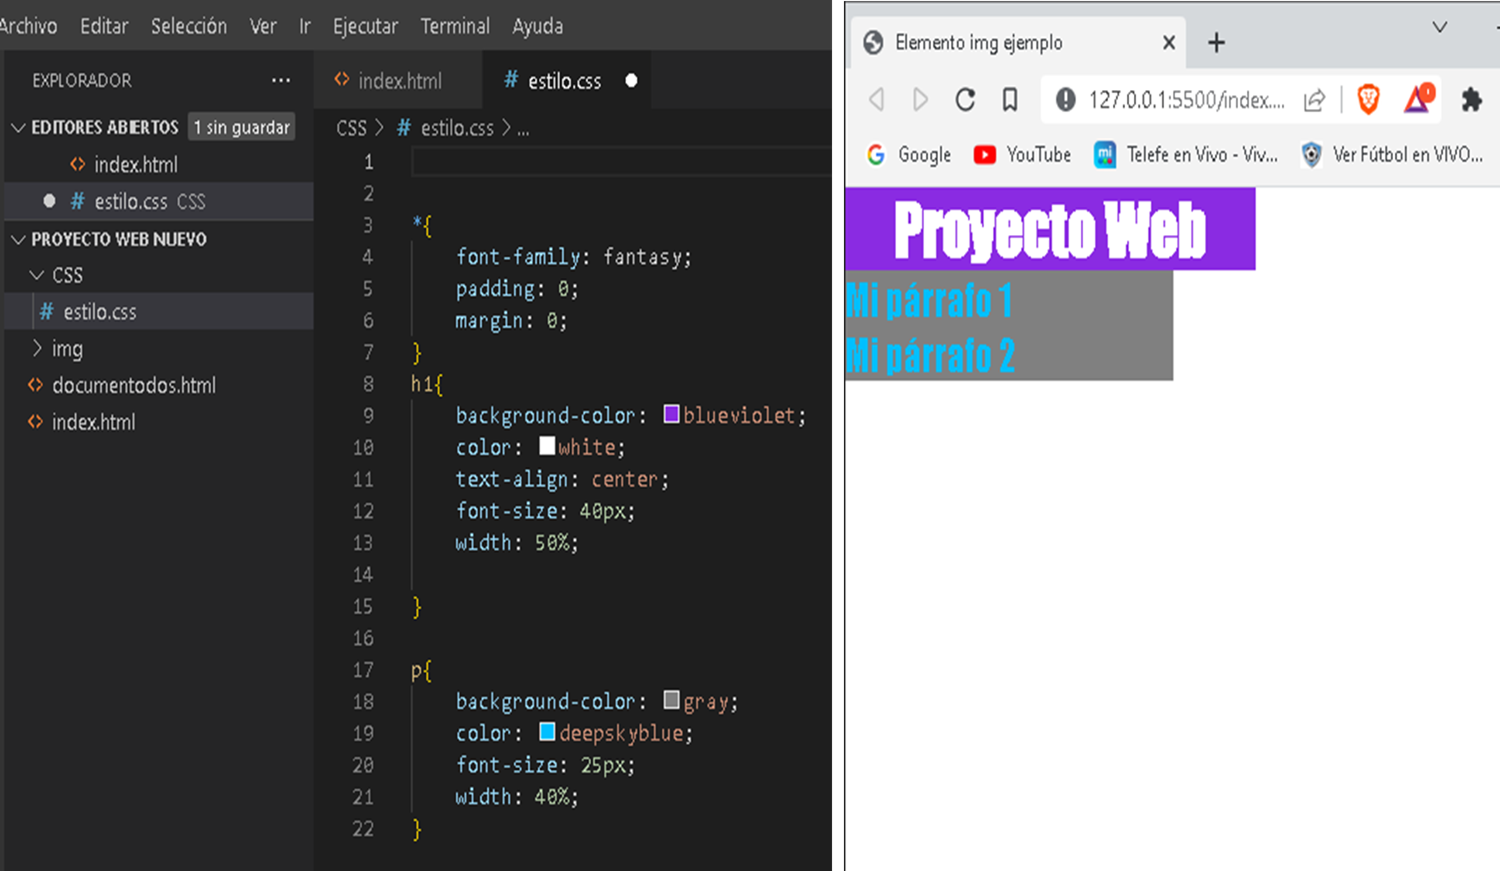 Archivo Editar Selección Ver Ir Ejecutar Terminal Ayuda
EXPLORADOR ...
EDITORES ABIERTOS 1 sin guardar
index.html
estilo.css CSS
PROYECTO WEB NUEVO
CSS
estilo.css
img
documentodos.html
index.html
index.html # estilo.css
CSS > # estilo.css > ...
1
2
3 *{
4 font-family: fantasy;
5 padding: 0;
6 margin: 0;
7 }
8 h1{
9 background-color: blueviolet;
10 color: white;
11 text-align: center;
12 font-size: 40px;
13 width: 50%;
14
15 }
16
17 p{
18 background-color: gray;
19 color: deepskyblue;
20 font-size: 25px;
21 width: 40%;
22 }
Elemento img ejemplo
127.0.0.1:5500/index....
Google YouTube Telefe en Vivo - Viv... Ver Fútbol en VIVO...
Proyecto Web
Mi párrafo 1
Mi párrafo 2